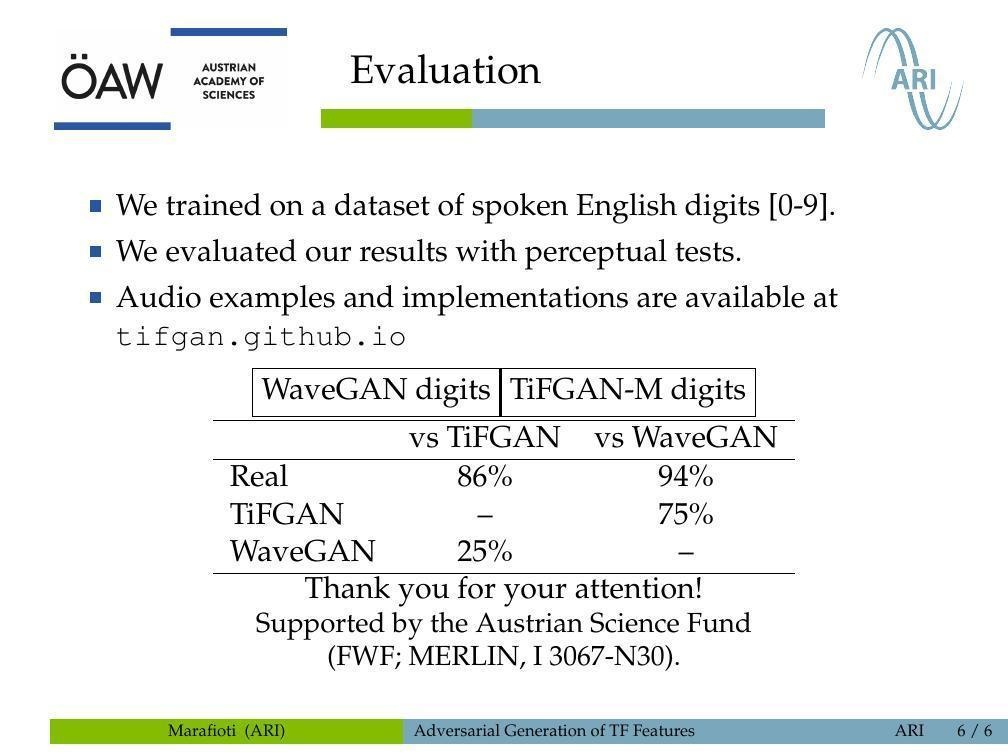 ÖAW
AUSTRIAN
ACADEMY OF
SCIENCES
Evaluation
ARI
We trained on a dataset of spoken English digits [0-9].
We evaluated our results with perceptual tests.
Audio examples and implementations are available at
tifgan.github.io
WaveGAN digits TiFGAN-M digits
vs TiFGAN vs WaveGAN
Real 86% 94%
TiFGAN – 75%
WaveGAN 25% –
Thank you for your attention!
Supported by the Austrian Science Fund
(FWF; MERLIN, I 3067-N30).
Marafioti (ARI) Adversarial Generation of TF Features ARI 6 / 6